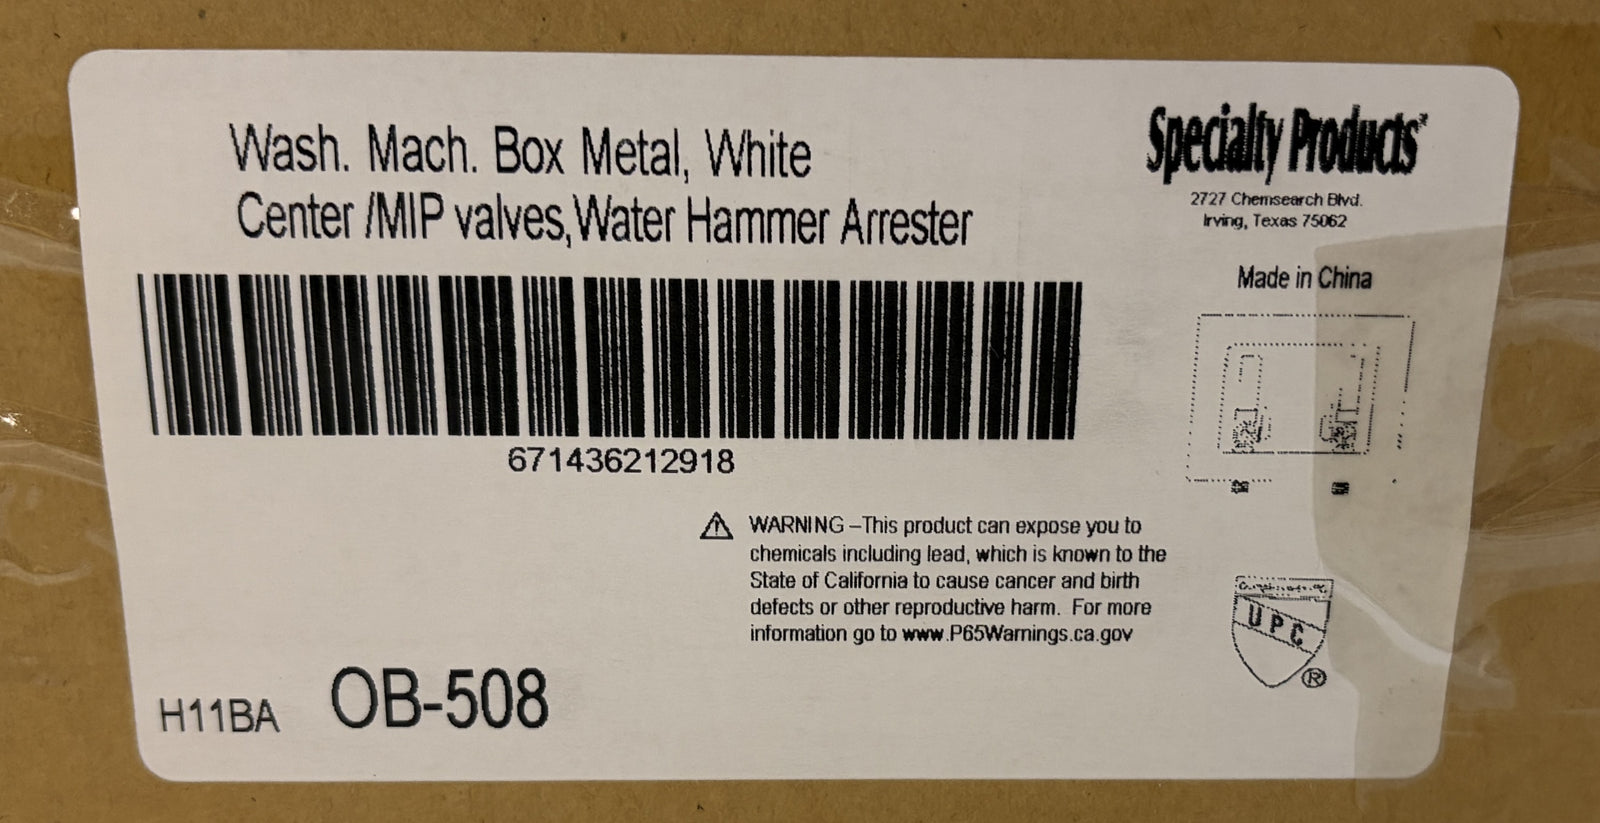 Wash. Mach. Box Metal, White
Center /MIP valves,Water Hammer Arrester
671436212918
Specialty Products
2727 Chemsearch Blvd.
Irving, Texas 75062
Made in China
WARNING –This product can expose you to
chemicals including lead, which is known to the
State of California to cause cancer and birth
defects or other reproductive harm. For more
information go to www.P65Warnings.ca.gov
UPC
®
H11BA OB-508